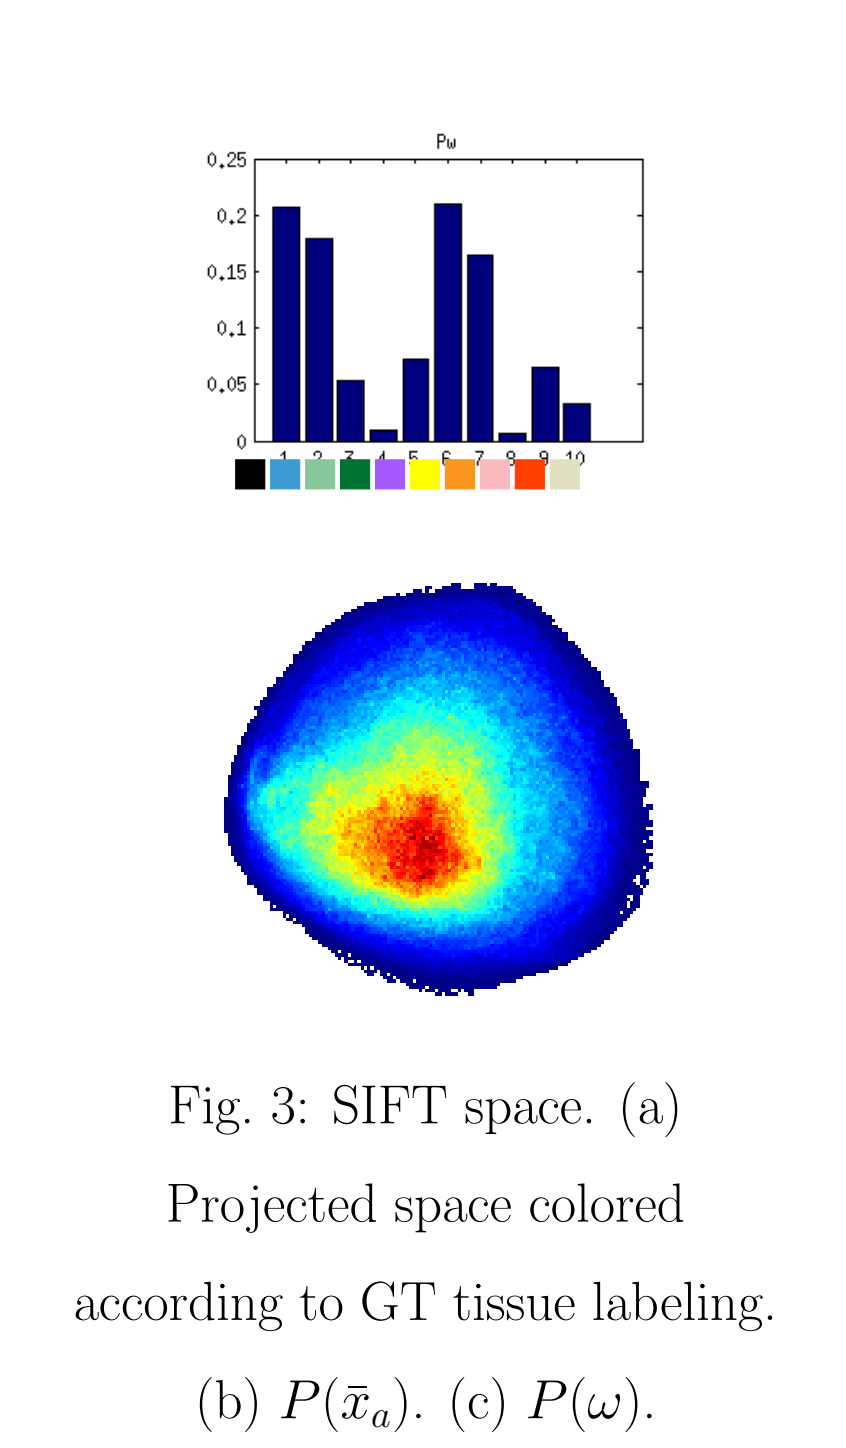 Pw
0.25
0.2
0.15
0.1
0.05
0
1 2 3 4 5 6 7 8 9 10
Fig. 3: SIFT space. (a)
Projected space colored
according to GT tissue labeling.
(b) P(x̄ₐ). (c) P(ω).